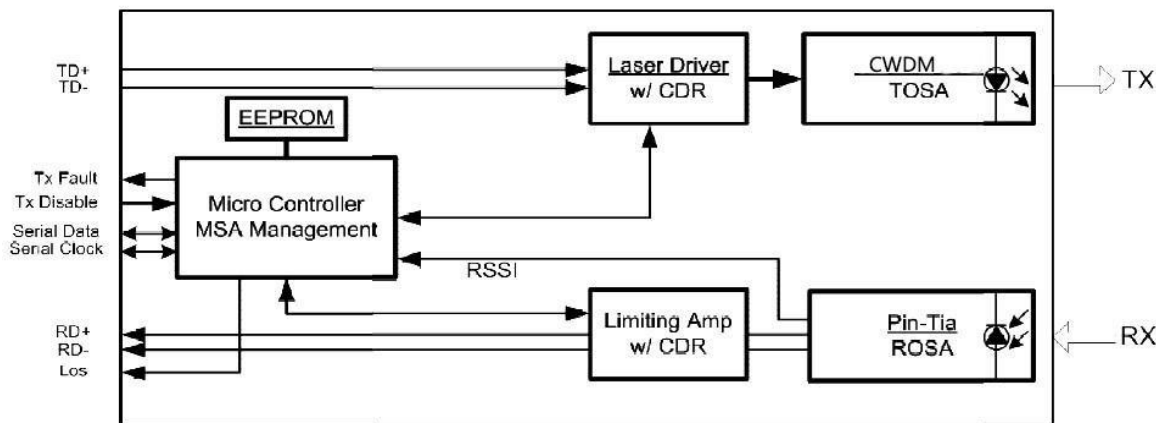 TD+
TD-
Laser Driver
w/ CDR
CWDM
TOSA
TX
EEPROM
Tx Fault
Tx Disable
Serial Data
Serial Clock
Micro Controller
MSA Management
RSSI
RD+
RD-
Los
Limiting Amp
w/ CDR
Pin-Tia
ROSA
RX